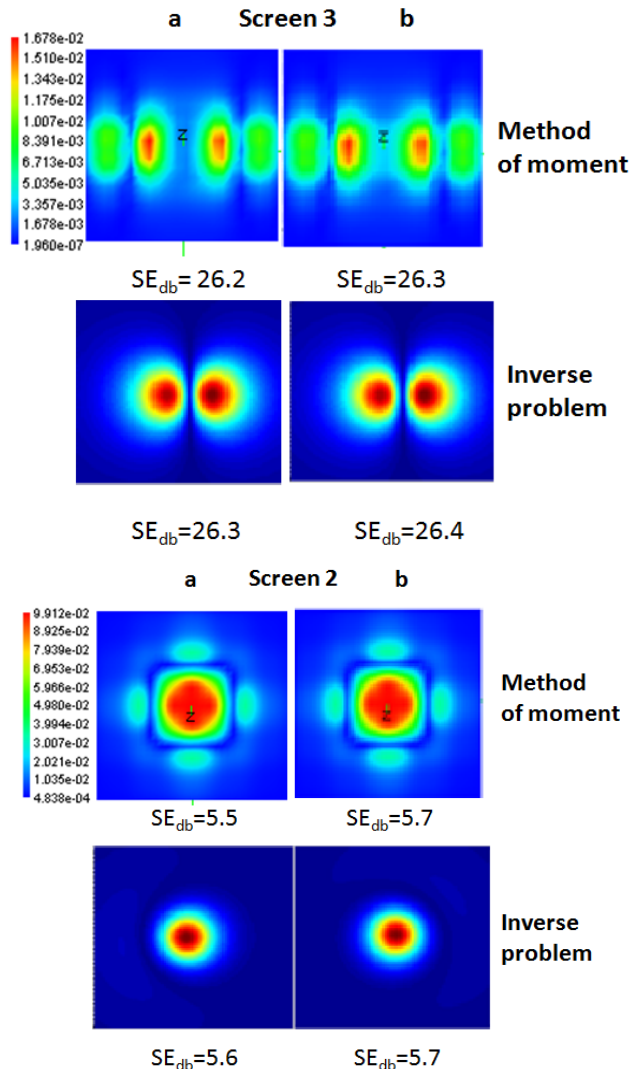 Screen 3
a b
1.678e-02
1.510e-02
1.343e-02
1.175e-02
1.007e-02
8.391e-03
6.713e-03
5.035e-03
3.357e-03
1.678e-03
1.960e-07
Z
Z
Method
of moment
SEdb= 26.2 SEdb=26.3
Inverse
problem
SEdb=26.3 SEdb=26.4
a Screen 2 b
9.912e-02
8.925e-02
7.939e-02
6.953e-02
5.966e-02
4.980e-02
3.994e-02
3.007e-02
2.021e-02
1.035e-02
4.838e-04
Z
Z
Method
of moment
SEdb=5.5 SEdb=5.7
Inverse
problem
SEdb=5.6 SEdb=5.7